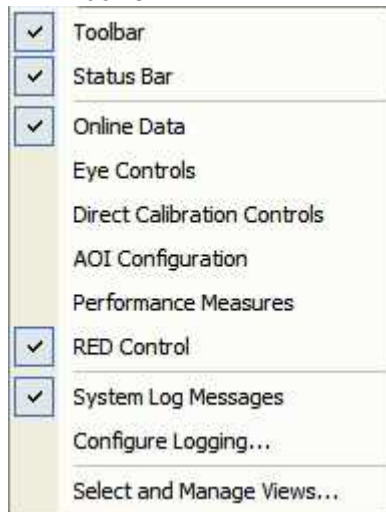 Toolbar
Status Bar
Online Data
Eye Controls
Direct Calibration Controls
AOI Configuration
Performance Measures
RED Control
System Log Messages
Configure Logging...
Select and Manage Views...